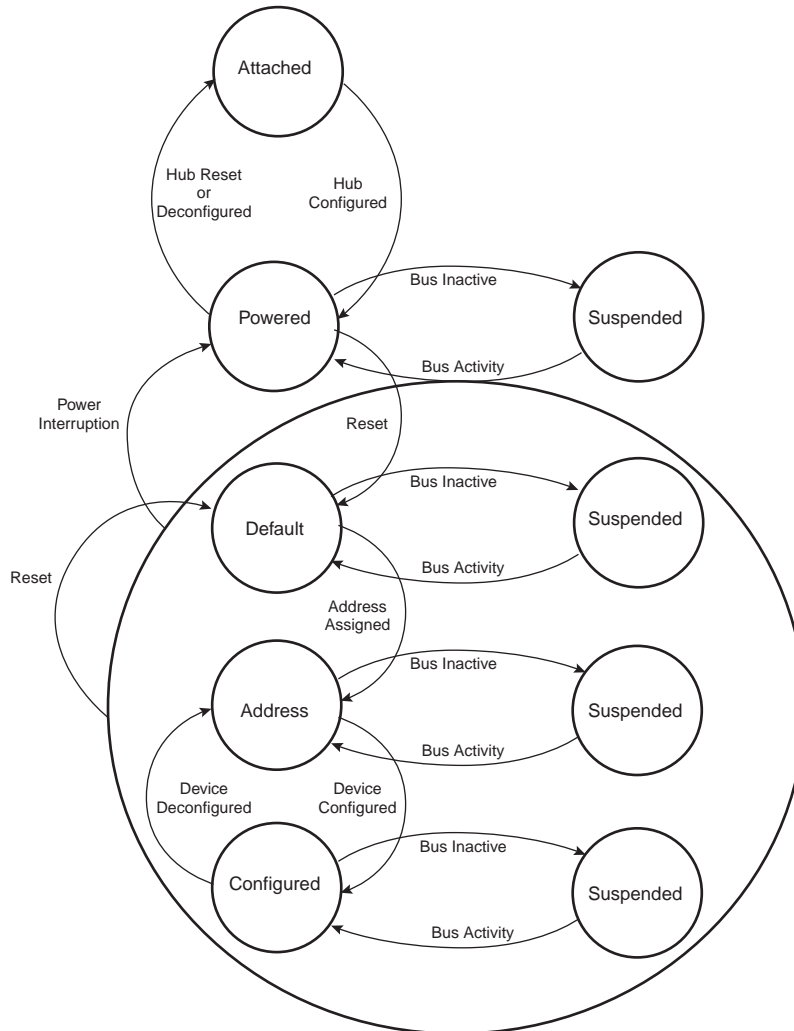 Attached
Hub Reset
or
Deconfigured
Hub
Configured
Powered
Bus Inactive
Suspended
Bus Activity
Power
Interruption
Reset
Default
Bus Inactive
Suspended
Bus Activity
Reset
Address
Assigned
Address
Bus Inactive
Suspended
Bus Activity
Device
Deconfigured
Device
Configured
Configured
Bus Inactive
Suspended
Bus Activity